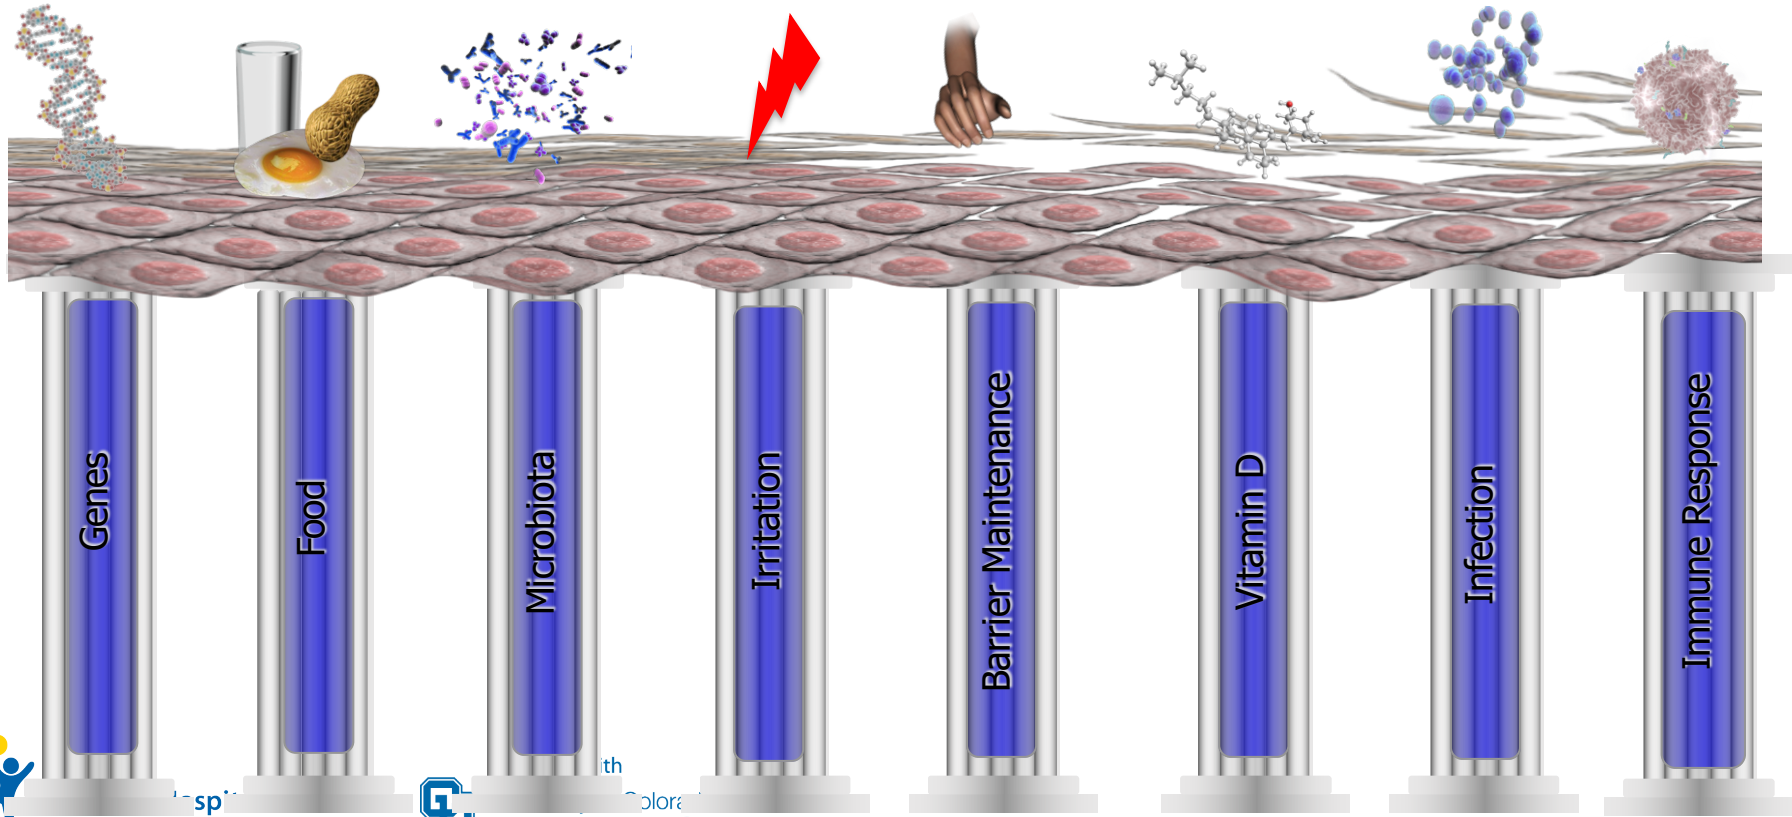 Genes
Food
Microbiota
Irritation
Barrier Maintenance
Vitamin D
Infection
Immune Response